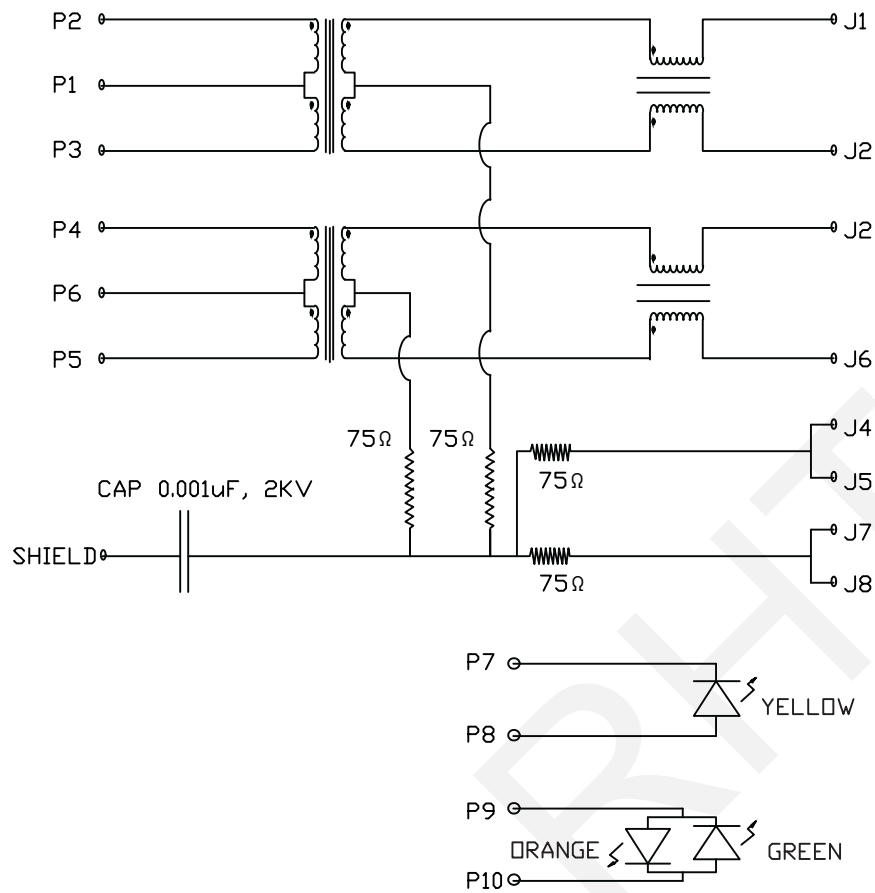 P2
J1
P1
P3
J2
P4
J2
P6
P5
J6
J4
75Ω
75Ω
75Ω
J5
CAP 0.001uF, 2KV
J7
SHIELD
75Ω
J8
P7
YELLOW
P8
P9
ORANGE
GREEN
P10
RHT